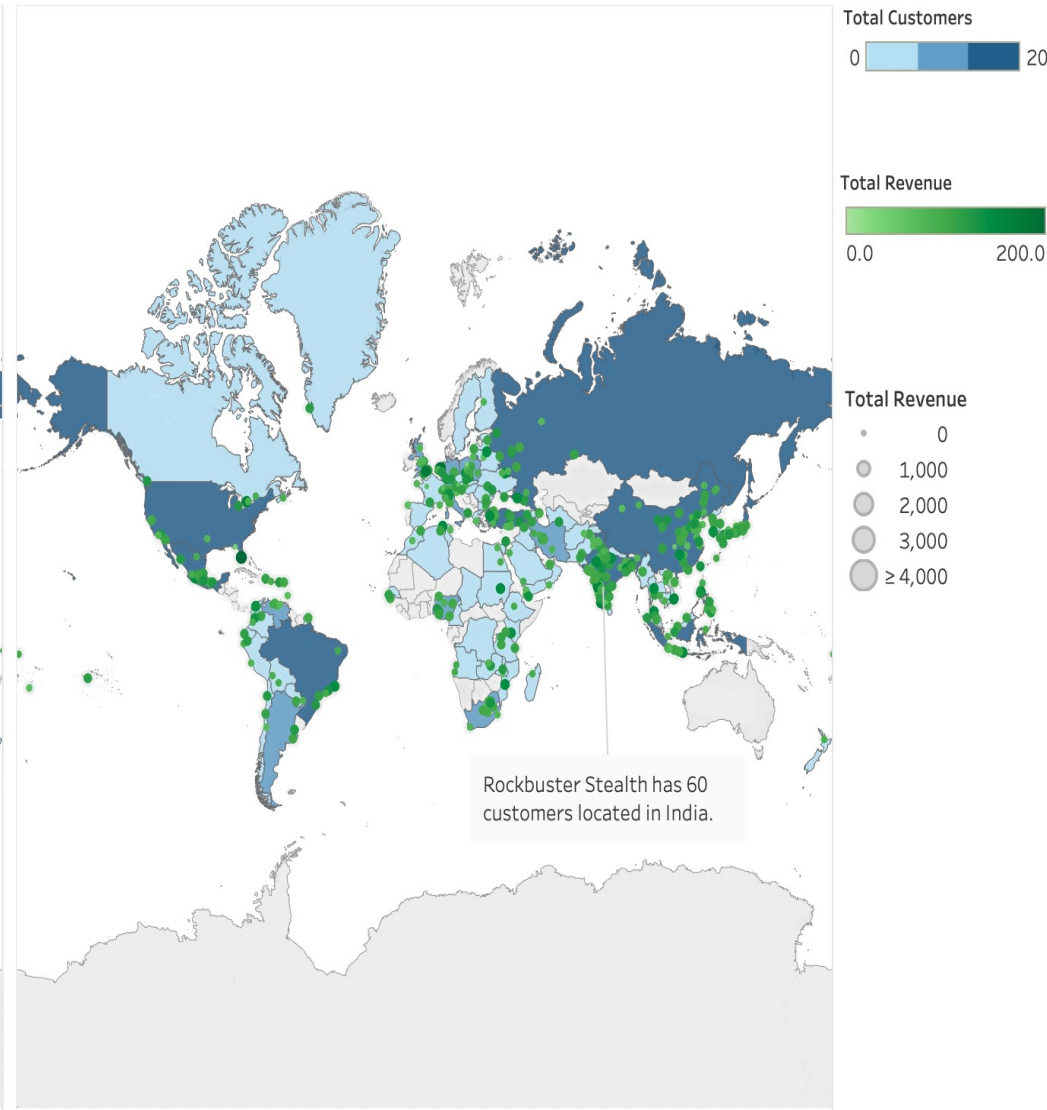 Total Customers
0 20
Total Revenue
0.0 200.0
Total Revenue
0
1,000
2,000
3,000
≥ 4,000
Rockbuster Stealth has 60
customers located in India.